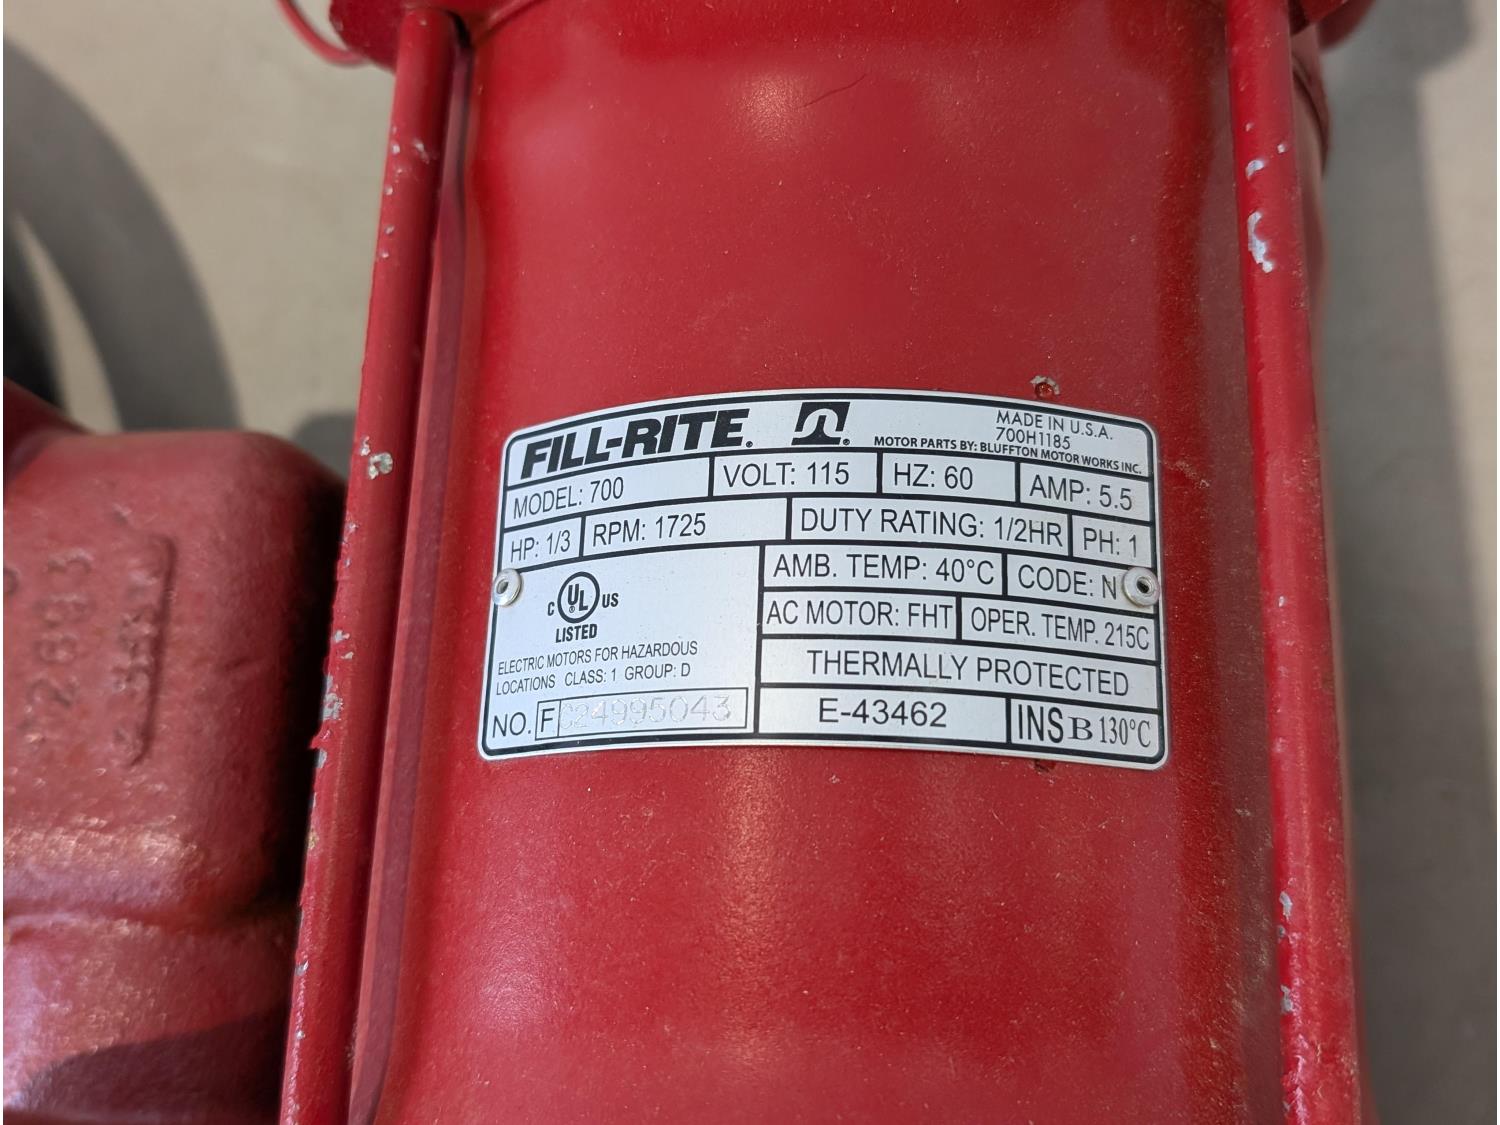 FILL-RITE.
MADE IN U.S.A.
700H1185
MOTOR PARTS BY: BLUFFTON MOTOR WORKS INC.
MODEL: 700 VOLT: 115 HZ: 60 AMP: 5.5
HP: 1/3 RPM: 1725 DUTY RATING: 1/2HR PH: 1
AMB. TEMP: 40°C CODE: N
C UL US
LISTED
AC MOTOR: FHT OPER. TEMP. 215C
ELECTRIC MOTORS FOR HAZARDOUS
LOCATIONS CLASS: 1 GROUP: D
THERMALLY PROTECTED
NO. F C24995043
E-43462 INS B 130°C